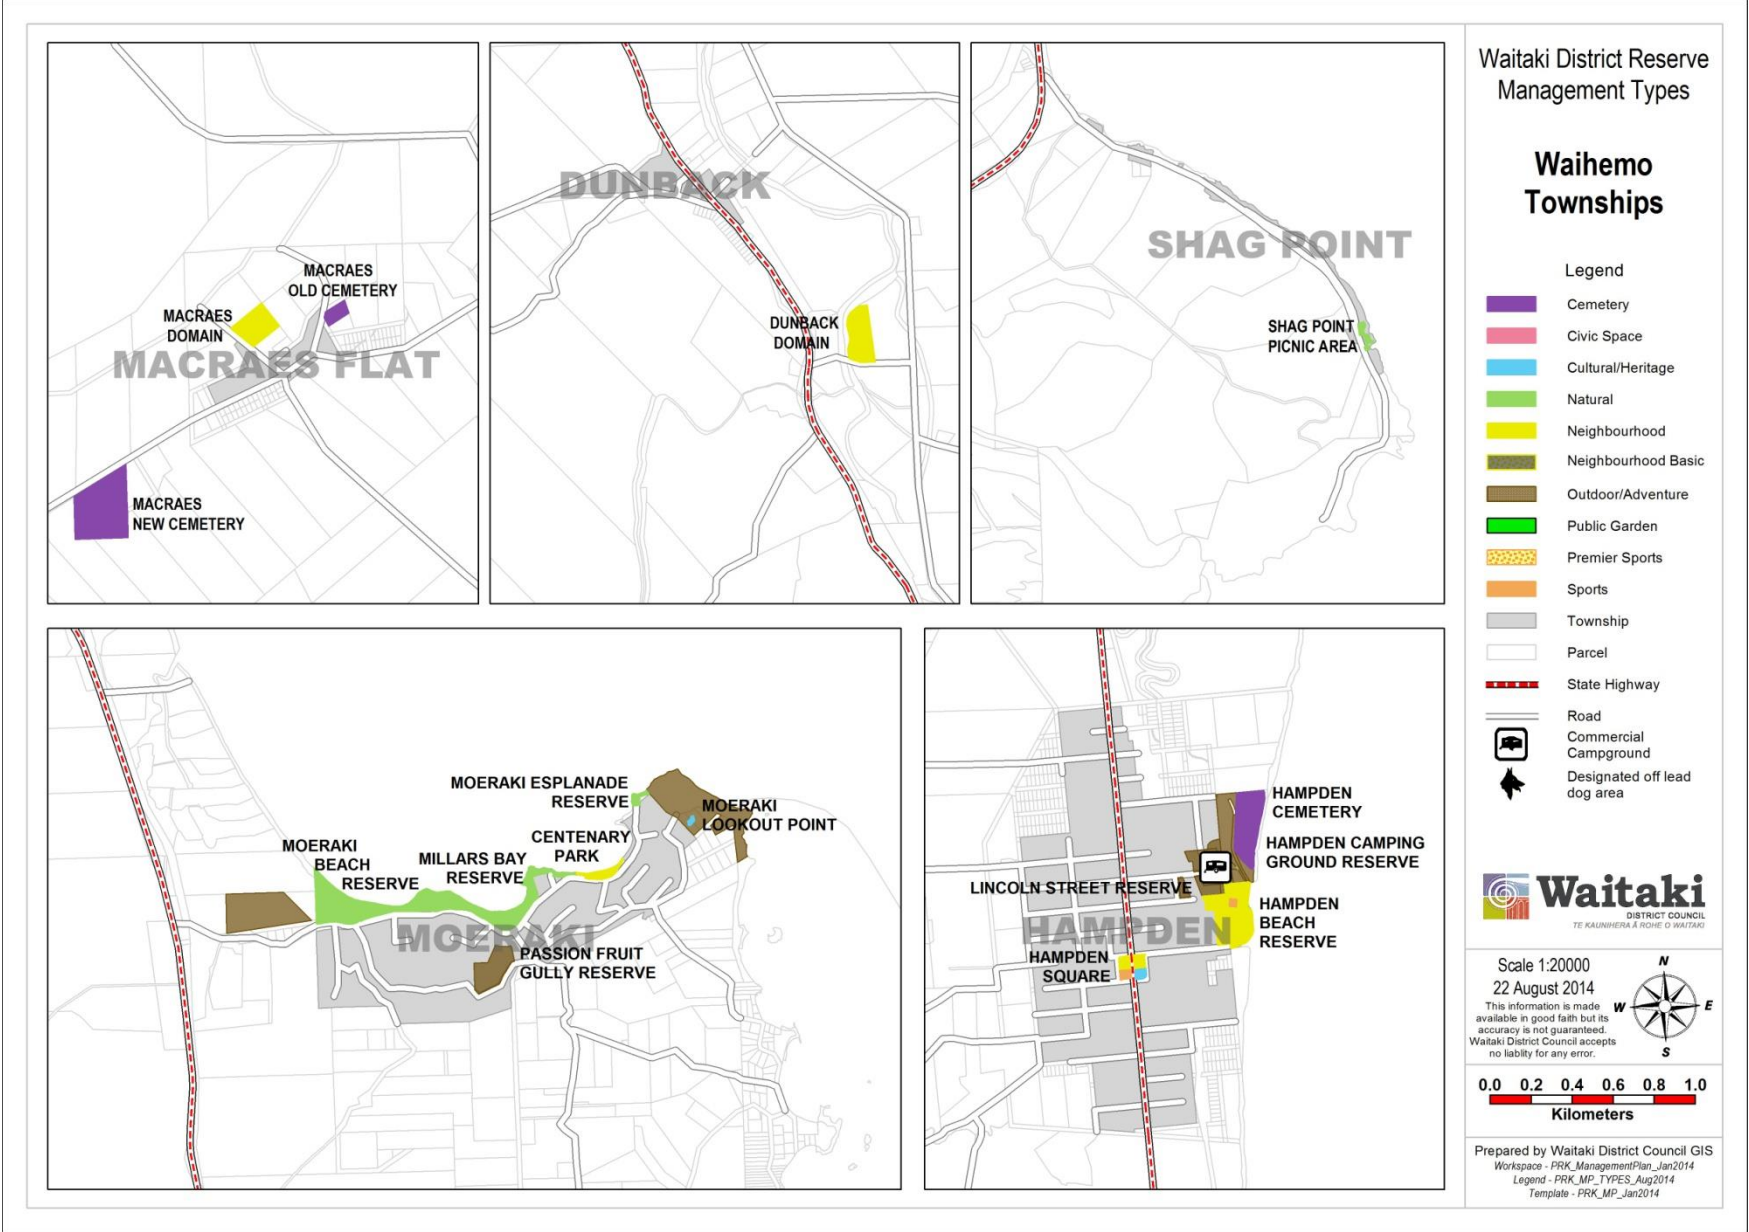 MACRAES
OLD CEMETERY
MACRAES
DOMAIN
MACRAES FLAT
MACRAES
NEW CEMETERY
DUNBACK
DUNBACK
DOMAIN
SHAG POINT
SHAG POINT
PICNIC AREA
MOERAKI ESPLANADE
RESERVE
MOERAKI
LOOKOUT POINT
CENTENARY
PARK
MOERAKI
BEACH
RESERVE
MILLARS BAY
RESERVE
MOERAKI
PASSION FRUIT
GULLY RESERVE
HAMPDEN
CEMETERY
HAMPDEN CAMPING
GROUND RESERVE
LINCOLN STREET RESERVE
HAMPDEN
BEACH
RESERVE
HAMPDEN
HAMPDEN
SQUARE
Waitaki District Reserve
Management Types
Waihemo
Townships
Legend
Cemetery
Civic Space
Cultural/Heritage
Natural
Neighbourhood
Neighbourhood Basic
Outdoor/Adventure
Public Garden
Premier Sports
Sports
Township
Parcel
State Highway
Road
Commercial
Campground
Designated off lead
dog area
Waitaki
DISTRICT COUNCIL
TE KAUNIHERA Ā ROHE O WAITAKI
Scale 1:20000
22 August 2014
This information is made
available in good faith but its
accuracy is not guaranteed.
Waitaki District Council accepts
no liablity for any error.
N
W E
S
0.0 0.2 0.4 0.6 0.8 1.0
Kilometers
Prepared by Waitaki District Council GIS
Workspace - PRK_ManagementPlan_Jan2014
Legend - PRK_MP_TYPES_Aug2014
Template - PRK_MP_Jan2014